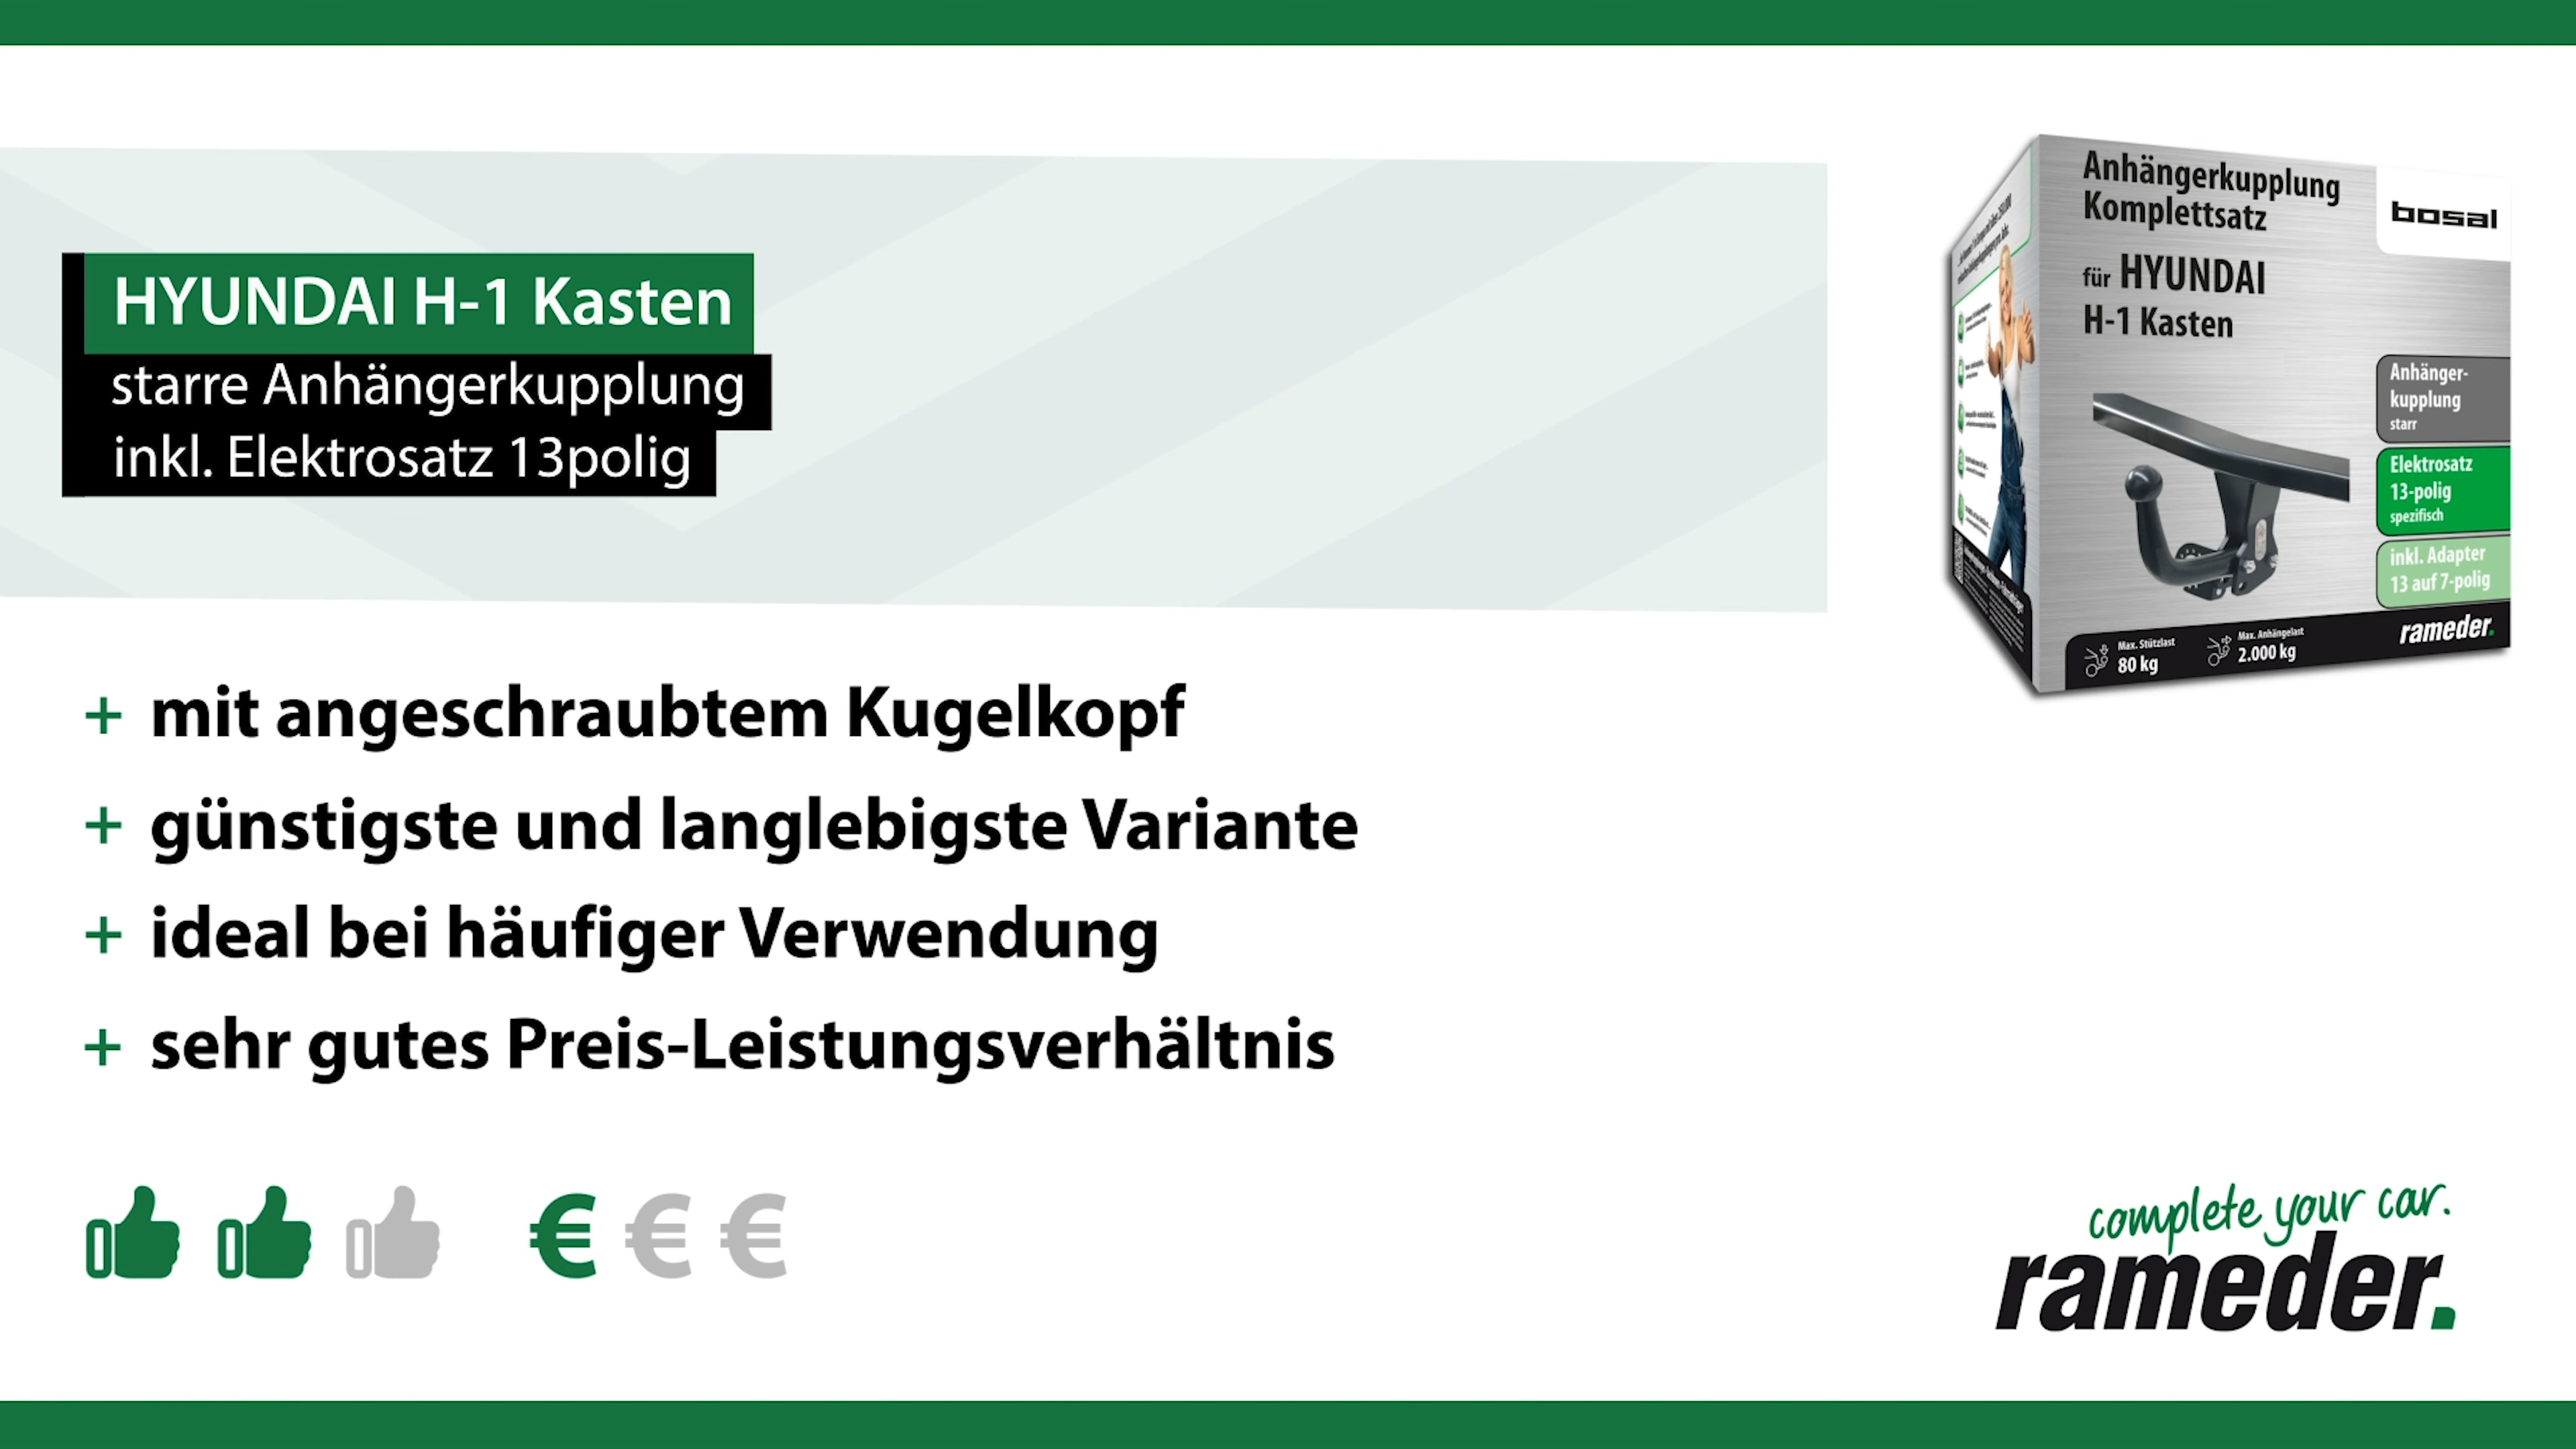 HYUNDAI H-1 Kasten
starre Anhängerkupplung
inkl. Elektrosatz 13polig
Anhängerkupplung
Komplettsatz
bosal
für HYUNDAI
H-1 Kasten
Anhänger-
kupplung
starr
Elektrosatz
13-polig
spezifisch
inkl. Adapter
13 auf 7-polig
Max. Stützlast
80 kg
Max. Anhängelast
2.000 kg
rameder.
+ mit angeschraubtem Kugelkopf
+ günstigste und langlebigste Variante
+ ideal bei häufiger Verwendung
+ sehr gutes Preis-Leistungsverhältnis
€ € €
complete your car.
rameder.